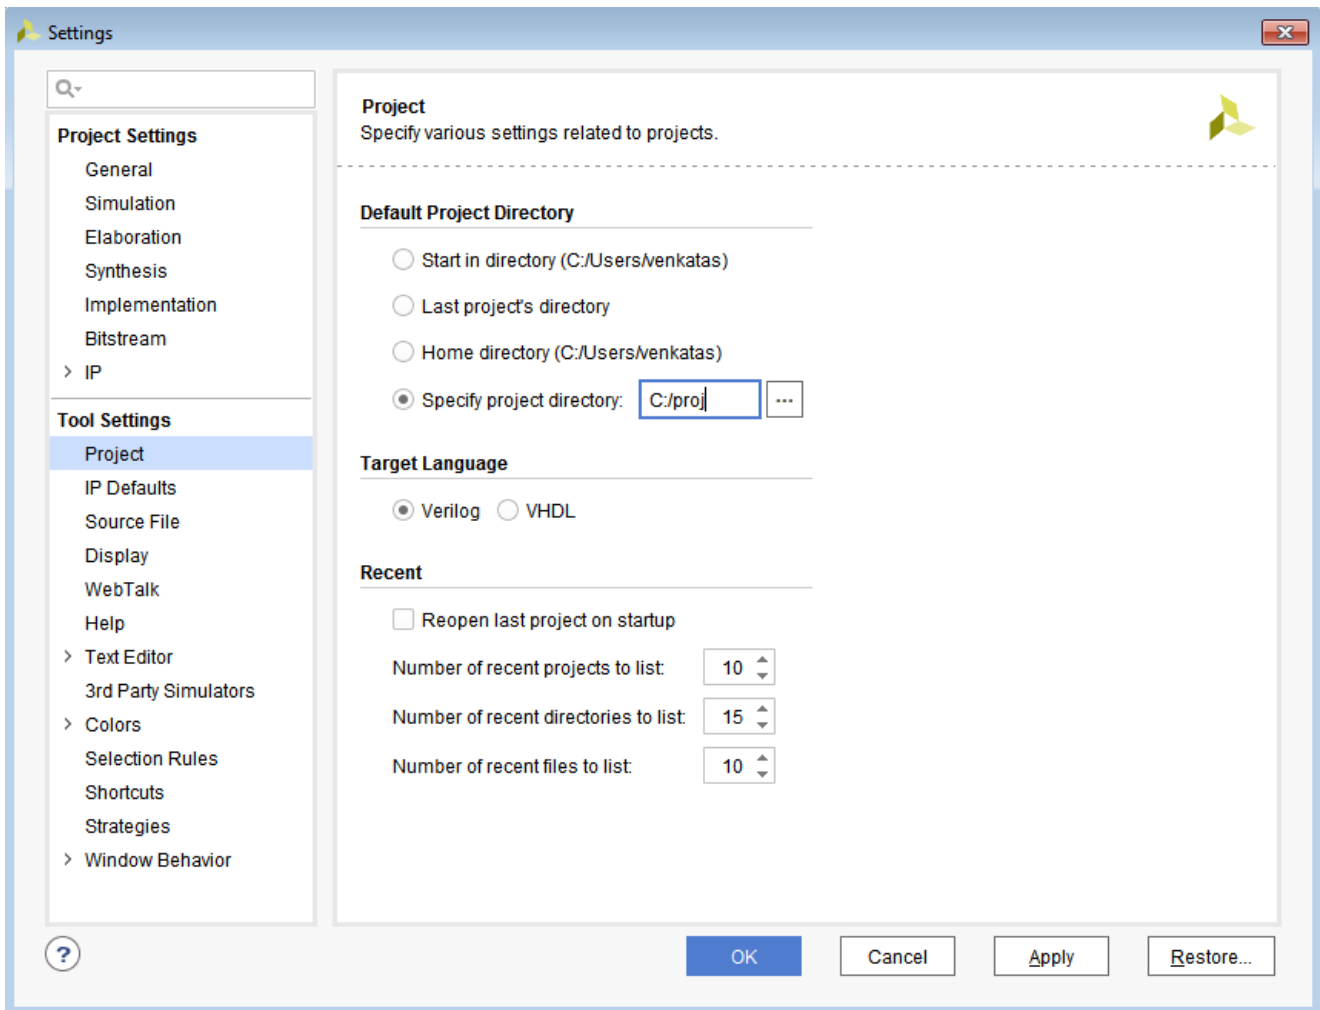 Settings
Project Settings
General
Simulation
Elaboration
Synthesis
Implementation
Bitstream
IP
Tool Settings
Project
IP Defaults
Source File
Display
WebTalk
Help
Text Editor
3rd Party Simulators
Colors
Selection Rules
Shortcuts
Strategies
Window Behavior
Project
Specify various settings related to projects.
Default Project Directory
Start in directory (C:/Users/venkatas)
Last project's directory
Home directory (C:/Users/venkatas)
Specify project directory: C:/proj ...
Target Language
Verilog VHDL
Recent
Reopen last project on startup
Number of recent projects to list: 10
Number of recent directories to list: 15
Number of recent files to list: 10
? OK Cancel Apply Restore...